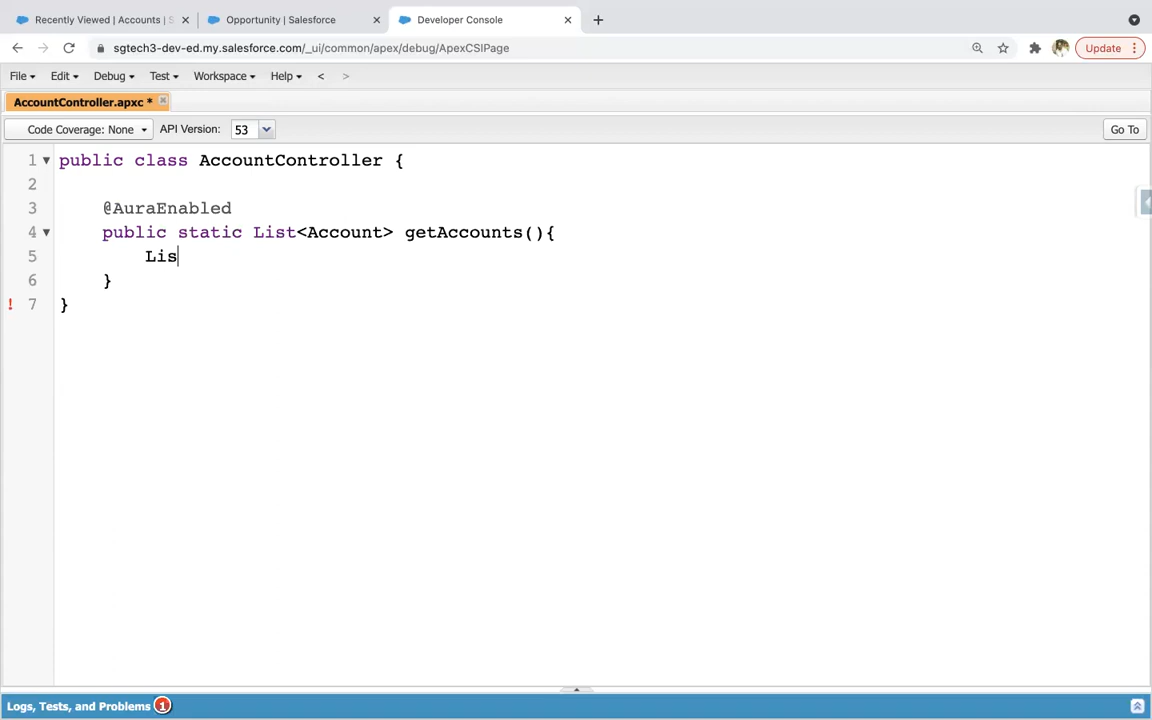 Recently Viewed | Accounts | S
Opportunity | Salesforce
Developer Console
sgtech3-dev-ed.my.salesforce.com/_ui/common/apex/debug/ApexCSIPage
Update
File Edit Debug Test Workspace Help < >
AccountController.apxc *
Code Coverage: None API Version: 53 Go To
1 public class AccountController {
2
3 @AuraEnabled
4 public static List<Account> getAccounts(){
5 Lis
6 }
! 7 }
Logs, Tests, and Problems 1